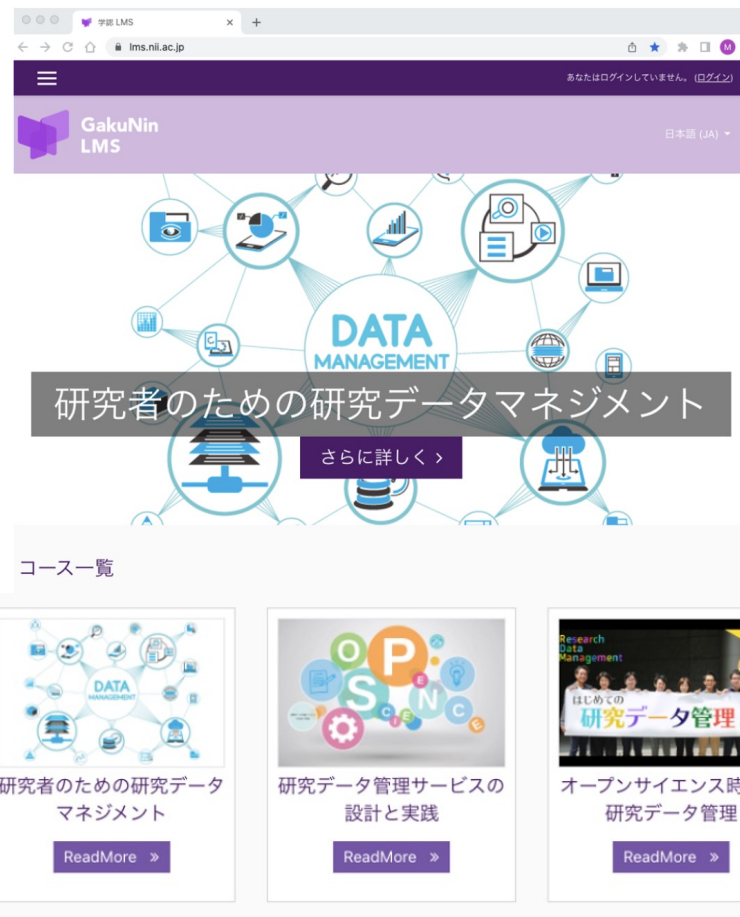 学認 LMS
lms.nii.ac.jp
M
あなたはログインしていません。 (ログイン)
GakuNin
LMS
日本語 (JA)
DATA
MANAGEMENT
研究者のための研究データマネジメント
さらに詳しく
コース一覧
DATA
MANAGEMENT
OPEN
SCIENCE
Research
Data
Management
はじめての
研究データ管理
研究者のための研究データ
マネジメント
研究データ管理サービスの
設計と実践
オープンサイエンス時
研究データ管理
ReadMore
ReadMore
ReadMore